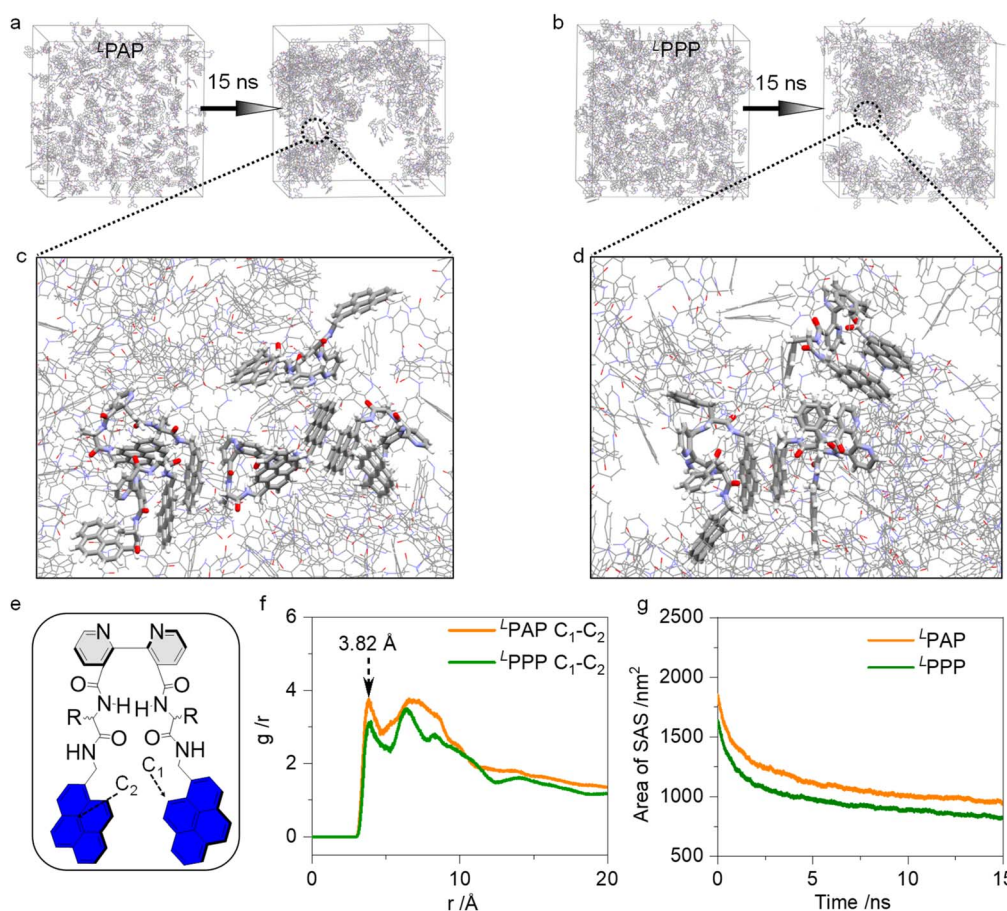 a
LPAP
15 ns
b
LPPP
15 ns
c
d
e
N N
O O
N-H H-N
R R
O O
NH HN
C1
C2
f
6
4
2
0
g /r
3.82 Å
LPAP C1-C2
LPPP C1-C2
0 5 10 15 20
r /Å
g
2500
2000
1500
1000
500
Area of SAS /nm²
LPAP
LPPP
0 5 10 15
Time /ns